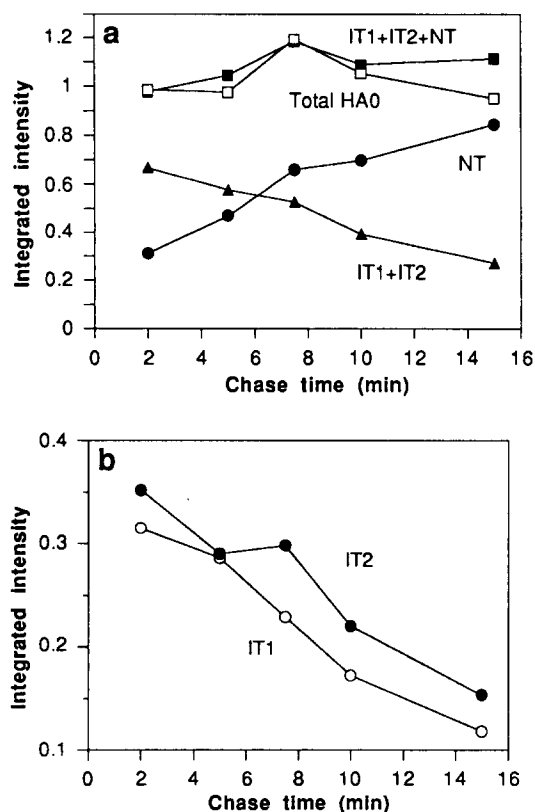 a
IT1+IT2+NT
Total HA0
NT
IT1+IT2
Integrated intensity
1.2
1
0.8
0.6
0.4
0.2
0
0 2 4 6 8 10 12 14 16
Chase time (min)
b
IT2
IT1
Integrated intensity
0.4
0.3
0.2
0.1
0 2 4 6 8 10 12 14 16
Chase time (min)